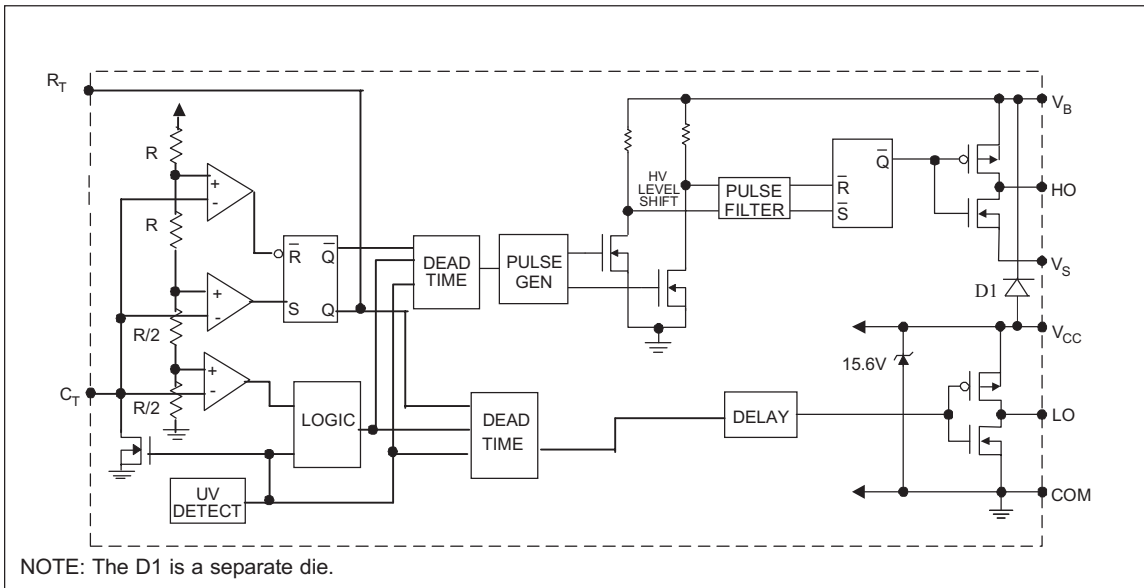 R_T
V_B
R
HV
LEVEL
SHIFT
PULSE
FILTER
R̅
S̅
Q̅
HO
+
-
R
R̅
Q̅
S
Q
DEAD
TIME
PULSE
GEN
V_S
D1
+
-
R/2
V_CC
15.6V
+
-
C_T
R/2
LOGIC
DEAD
TIME
DELAY
LO
UV
DETECT
COM
NOTE: The D1 is a separate die.